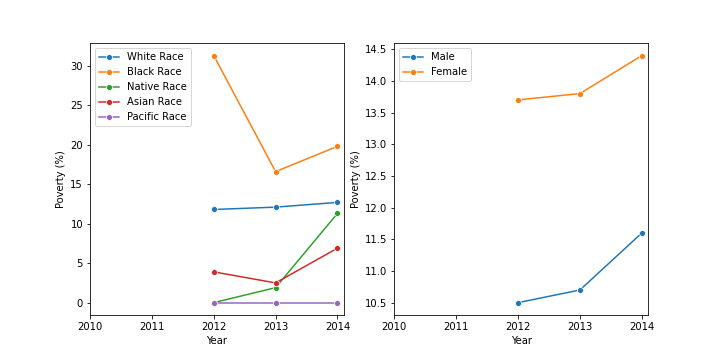 White Race
Black Race
Native Race
Asian Race
Pacific Race
30
25
20
15
10
5
0
Poverty (%)
2010 2011 2012 2013 2014
Year
Male
Female
14.5
14.0
13.5
13.0
12.5
12.0
11.5
11.0
10.5
Poverty (%)
2010 2011 2012 2013 2014
Year